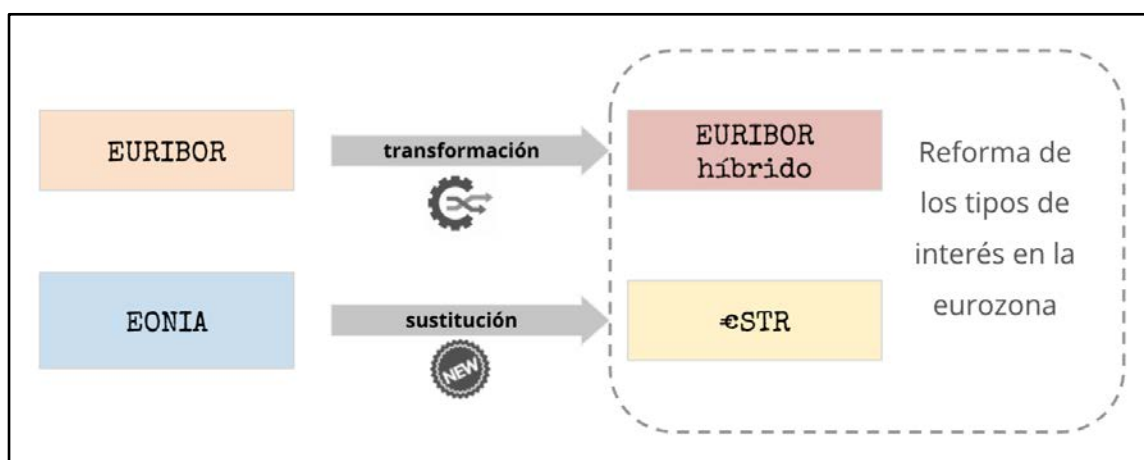 EURIBOR
transformación
EURIBOR
híbrido
EONIA
sustitución
NEW
€STR
Reforma de
los tipos de
interés en la
eurozona